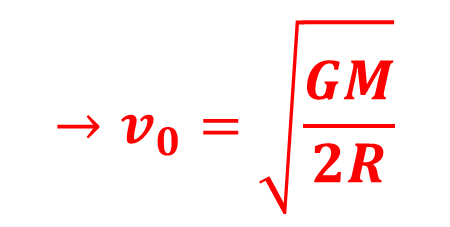 → v₀ = √(GM/2R)